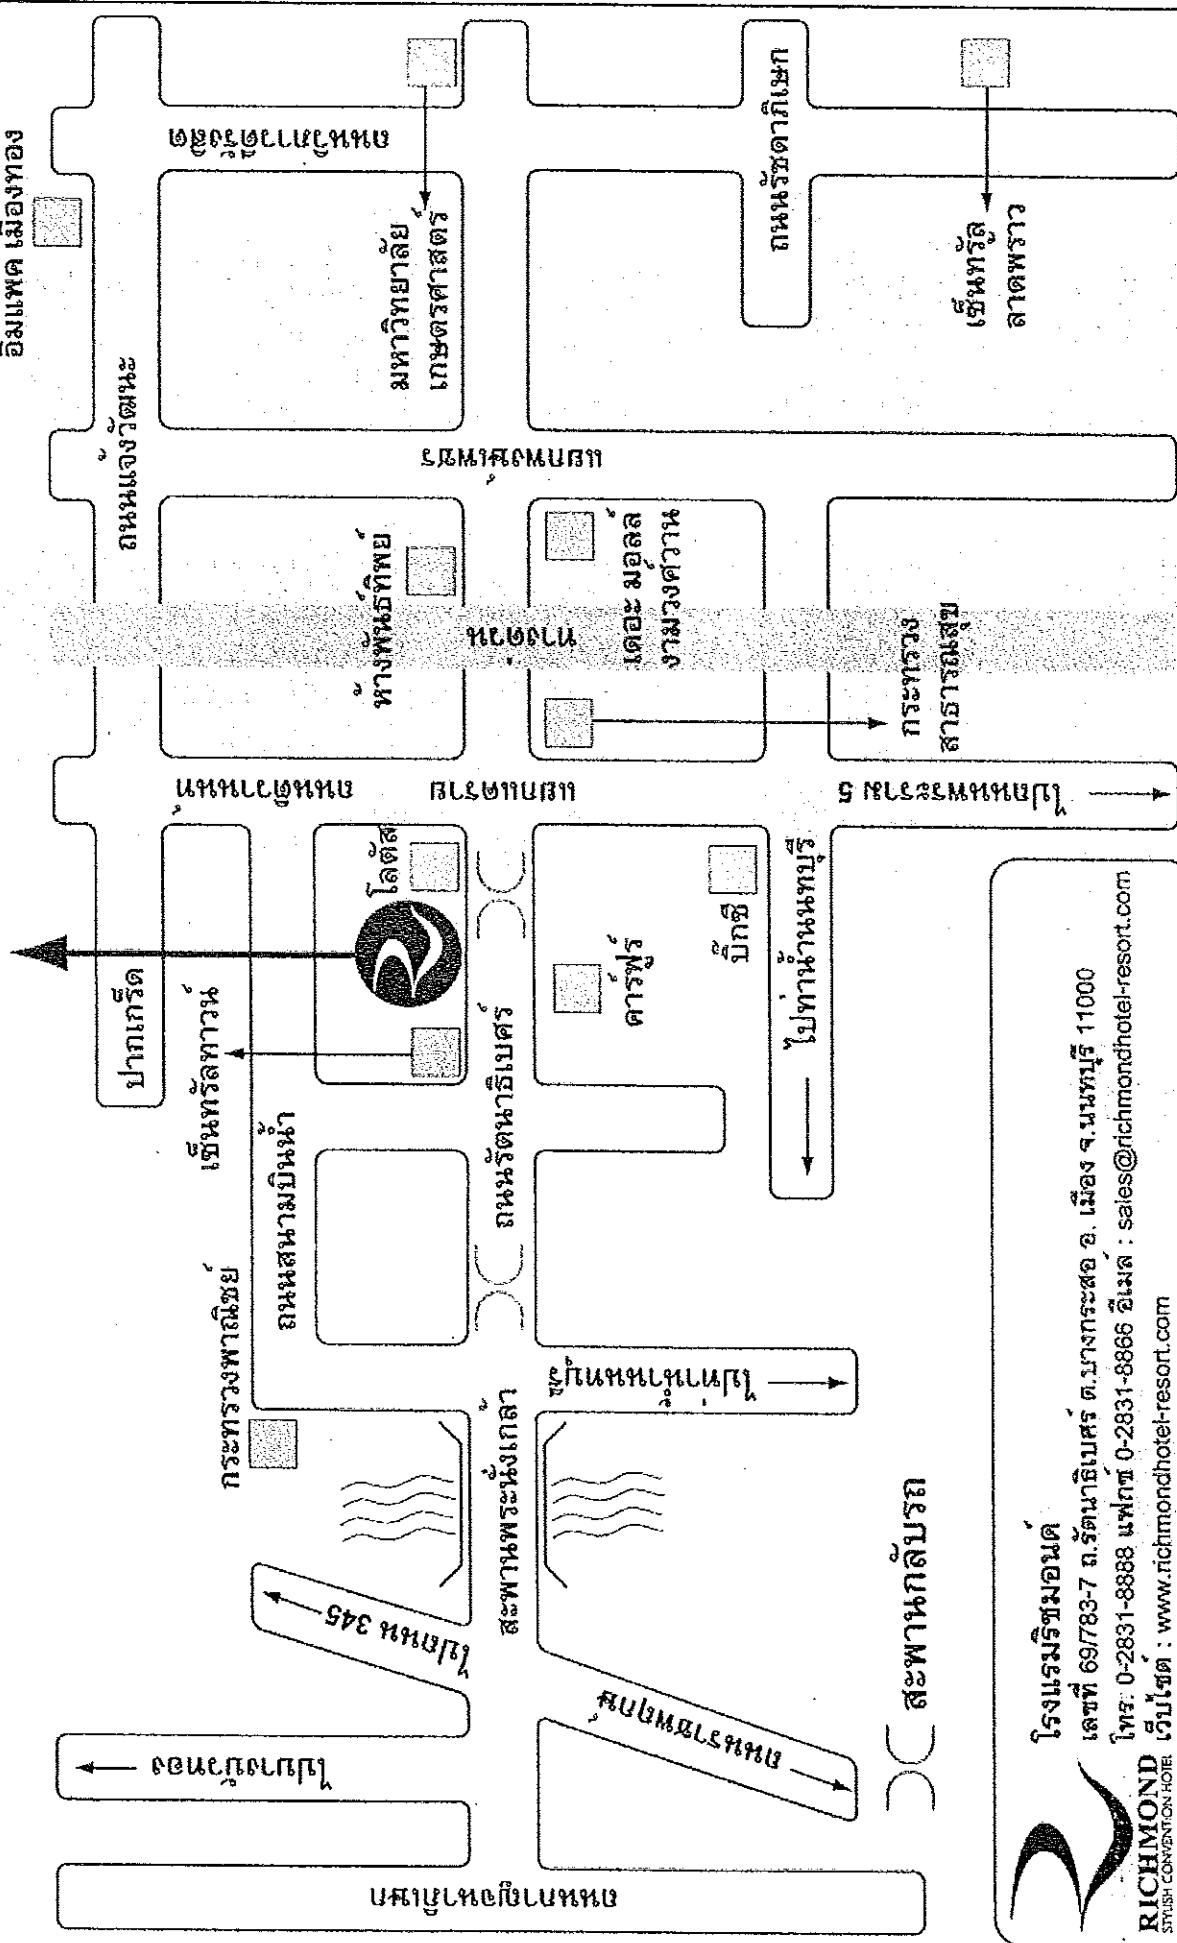 อิมแพค เมืองทอง
ถนนแจ้งวัฒนะ
ปากเกร็ด
ถนนวิภาวดีรังสิต
มหาวิทยาลัย
เกษตรศาสตร์
ถนนรัชดาภิเษก
เซ็นทรัล
ลาดพราว
แยกพงษ์เพชร
ห้างพันธ์ทิพย์
ทางด่วน
เดอะ มอลล์
งามวงศ์วาน
กระทรวง
สาธารณสุข
ถนนติวานนท์
แยกแคราย
ไปถนนพระราม 5
โลตัส
เซ็นทรัลทาวน์
คาร์ฟูร์
บิ๊กซี
ไปท่าน้ำนนทบุรี
ถนนรัตนาธิเบศร์
ถนนสนามบินน้ำ
กระทรวงพาณิชย์
ไปท่าน้ำนนทบุรี
สะพานพระนั่งเกล้า
ไปถนน 345
ถนนราชพฤกษ์
ไปบางบัวทอง
ถนนกาญจนาภิเษก
สะพานกลับรถ
RICHMOND
STYLISH CONVENTION HOTEL
โรงแรมริชมอนด์
เลขที่ 69/783-7 ถ.รัตนาธิเบศร์ ต.บางกระสอ อ. เมือง จ.นนทบุรี 11000
โทร: 0-2831-8888 แฟกซ์ 0-2831-8866 อีเมล์ : sales@richmondhotel-resort.com
เว็บไซต์ : www.richmondhotel-resort.com